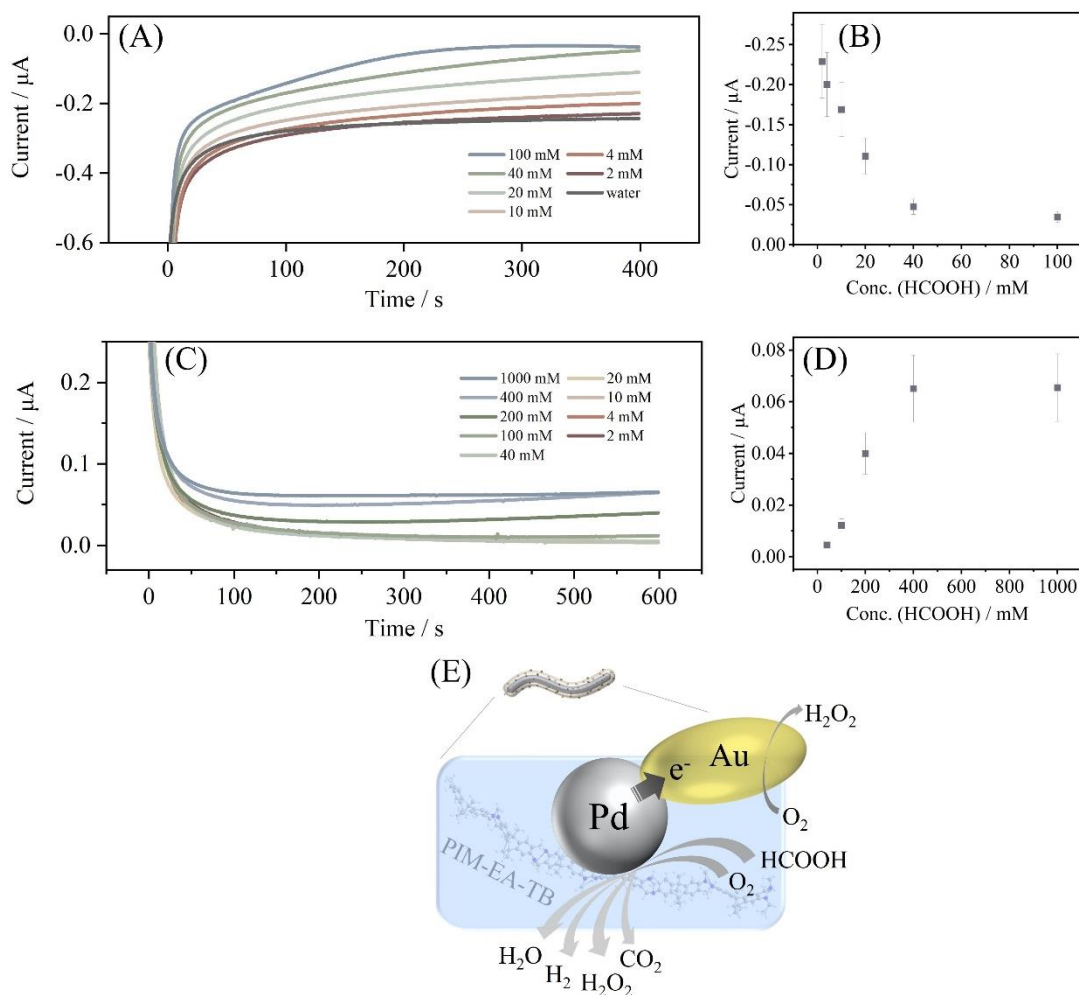 (A)
Current / μA
0.0
-0.2
-0.4
-0.6
100 mM
40 mM
20 mM
10 mM
4 mM
2 mM
water
0
100
200
300
400
Time / s
(B)
Current / μA
-0.25
-0.20
-0.15
-0.10
-0.05
0.00
0
20
40
60
80
100
Conc. (HCOOH) / mM
(C)
Current / μA
0.2
0.1
0.0
1000 mM
400 mM
200 mM
100 mM
40 mM
20 mM
10 mM
4 mM
2 mM
0
100
200
300
400
500
600
Time / s
(D)
Current / μA
0.08
0.06
0.04
0.02
0.00
0
200
400
600
800
1000
Conc. (HCOOH) / mM
(E)
H₂O₂
Au
e⁻
Pd
O₂
HCOOH
O₂
PIM-EA-TB
H₂O
H₂
H₂O₂
CO₂